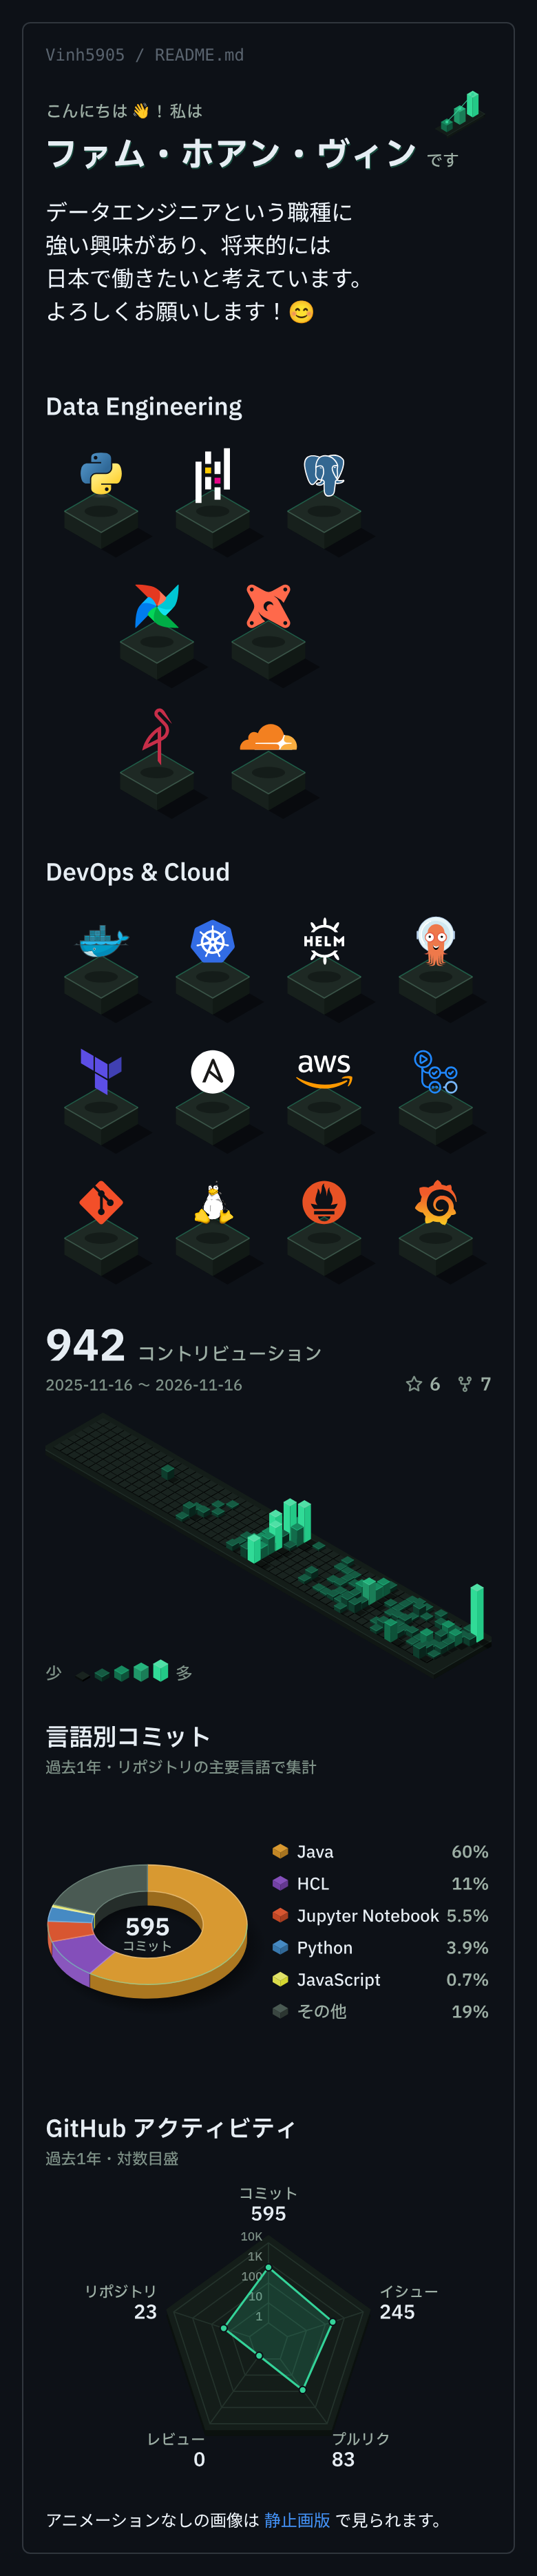 Vinh5905 / README.md
こんにちは👋！私は
ファム・ホアン・ヴィン です
データエンジニアという職種に
強い興味があり、将来的には
日本で働きたいと考えています。
よろしくお願いします！😊
Data Engineering
DevOps & Cloud
HELM
aws
942 コントリビューション
2025-11-16 〜 2026-11-16
6 7
少 多
言語別コミット
過去1年・リポジトリの主要言語で集計
595
コミット
Java 60%
HCL 11%
Jupyter Notebook 5.5%
Python 3.9%
JavaScript 0.7%
その他 19%
GitHub アクティビティ
過去1年・対数目盛
コミット
595
10K
1K
100
10
1
リポジトリ
23
イシュー
245
レビュー
0
プルリク
83
アニメーションなしの画像は 静止画版 で見られます。